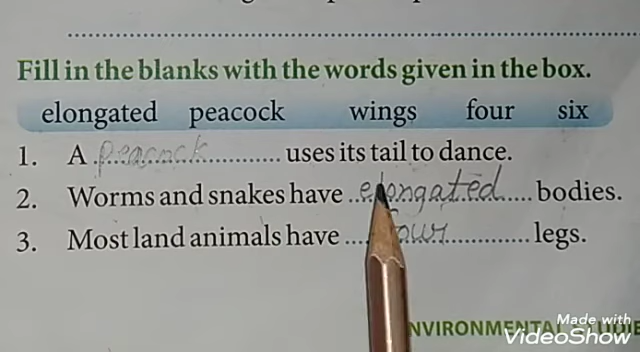 Fill in the blanks with the words given in the box.
elongated peacock wings four six
1. A peacock uses its tail to dance.
2. Worms and snakes have elongated bodies.
3. Most land animals have four legs.
NVIRONMENTAL
Made with
VideoShow